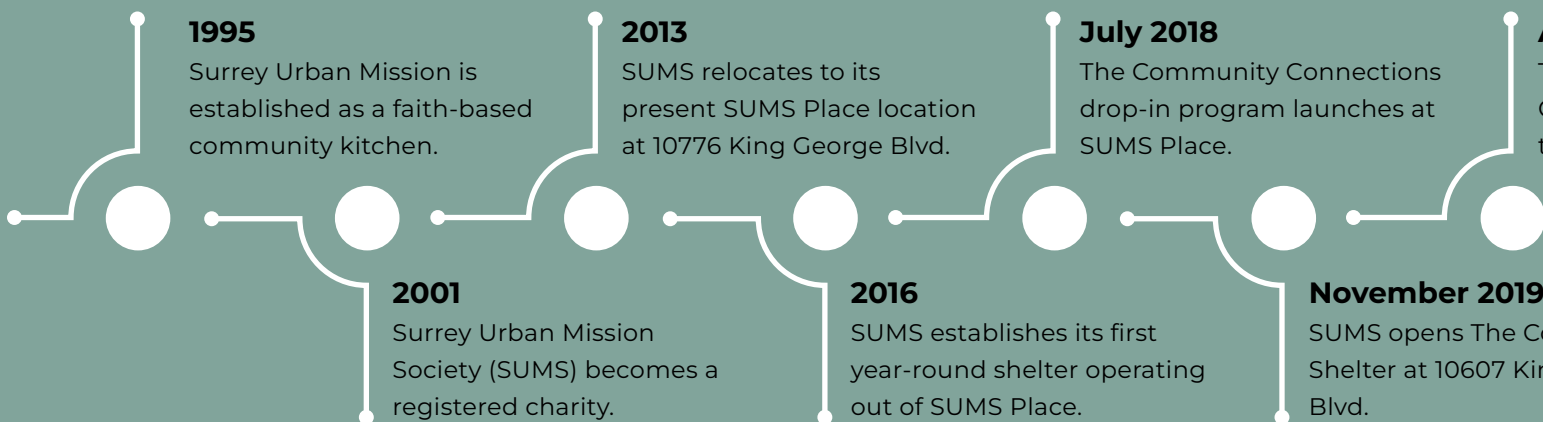 1995
Surrey Urban Mission is
established as a faith-based
community kitchen.
2001
Surrey Urban Mission
Society (SUMS) becomes a
registered charity.
2013
SUMS relocates to its
present SUMS Place location
at 10776 King George Blvd.
2016
SUMS establishes its first
year-round shelter operating
out of SUMS Place.
July 2018
The Community Connections
drop-in program launches at
SUMS Place.
November 2019
SUMS opens The
Shelter at 10607
Blvd.